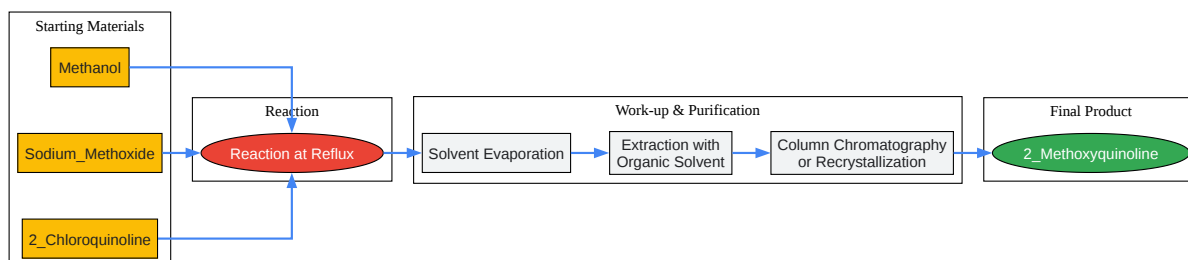 Starting Materials
Methanol
Sodium_Methoxide
2_Chloroquinoline
Reaction
Reaction at Reflux
Work-up & Purification
Solvent Evaporation
Extraction with
Organic Solvent
Column Chromatography
or Recrystallization
Final Product
2_Methoxyquinoline